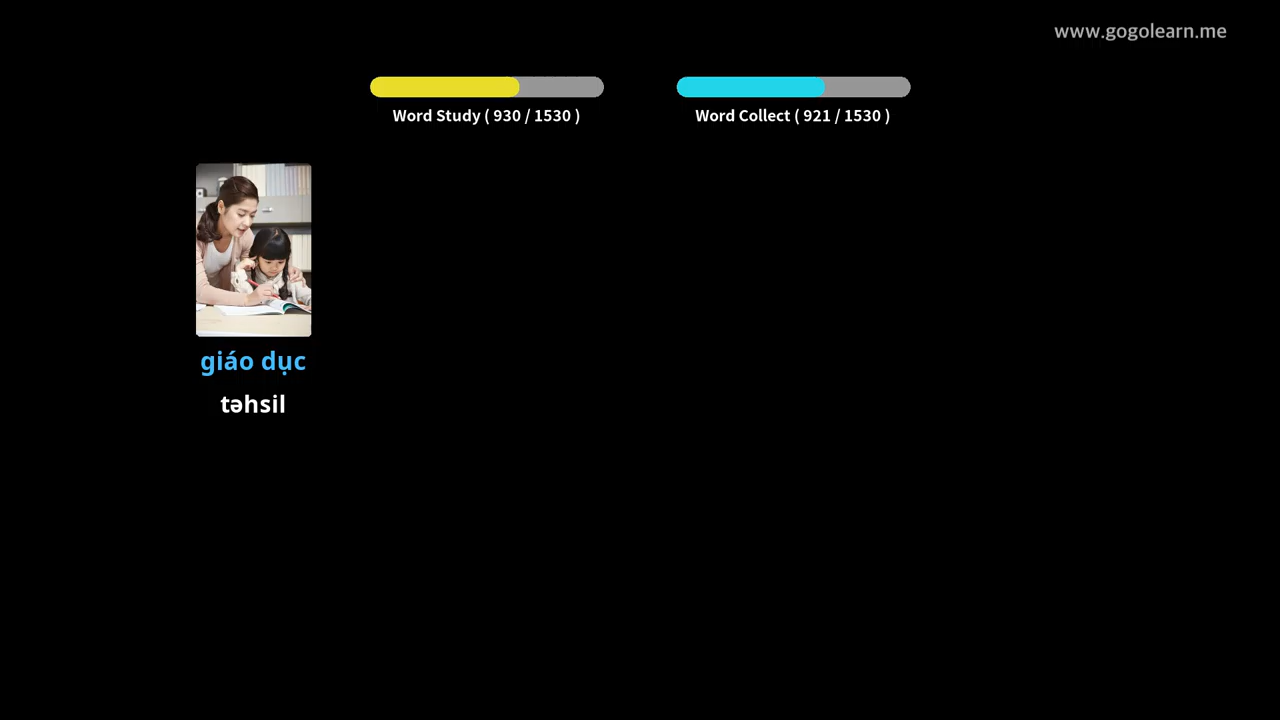 www.gogolearn.me
Word Study ( 930 / 1530 )
Word Collect ( 921 / 1530 )
giáo dục
təhsil